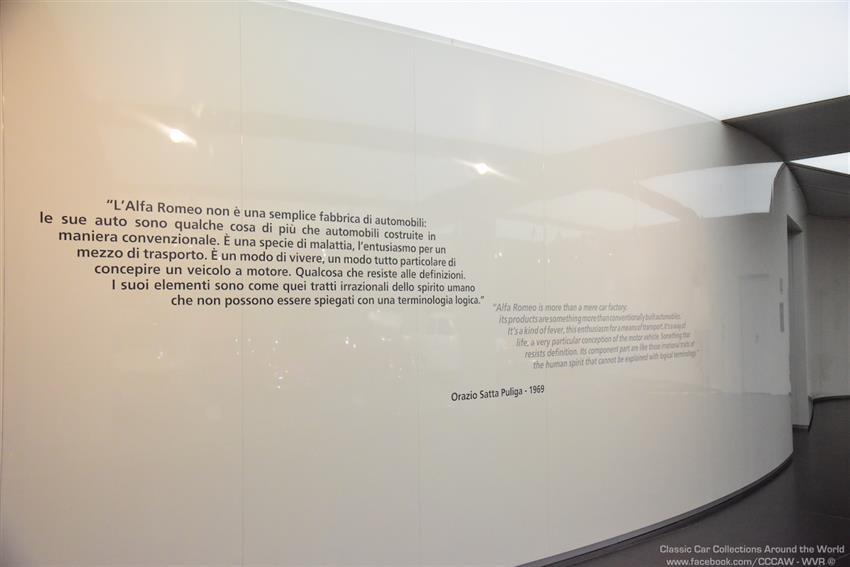 “L’Alfa Romeo non è una semplice fabbrica di automobili:
le sue auto sono qualche cosa di più che automobili costruite in
maniera convenzionale. È una specie di malattia, l’entusiasmo per un
mezzo di trasporto. È un modo di vivere, un modo tutto particolare di
concepire un veicolo a motore. Qualcosa che resiste alle definizioni.
I suoi elementi sono come quei tratti irrazionali dello spirito umano
che non possono essere spiegati con una terminologia logica.”
“Alfa Romeo is more than a mere car factory:
its products are something more than conventionally built automobiles.
It’s a kind of fever, this enthusiasm for a means of transport. It’s a way of
life, a very particular conception of the motor vehicle. Something that
resists definition. Its component part are like those irrational traits of
the human spirit that cannot be explained with logical terminology.”
Orazio Satta Puliga - 1969
Classic Car Collections Around the World
www.facebook.com/CCCAW - WVR ©